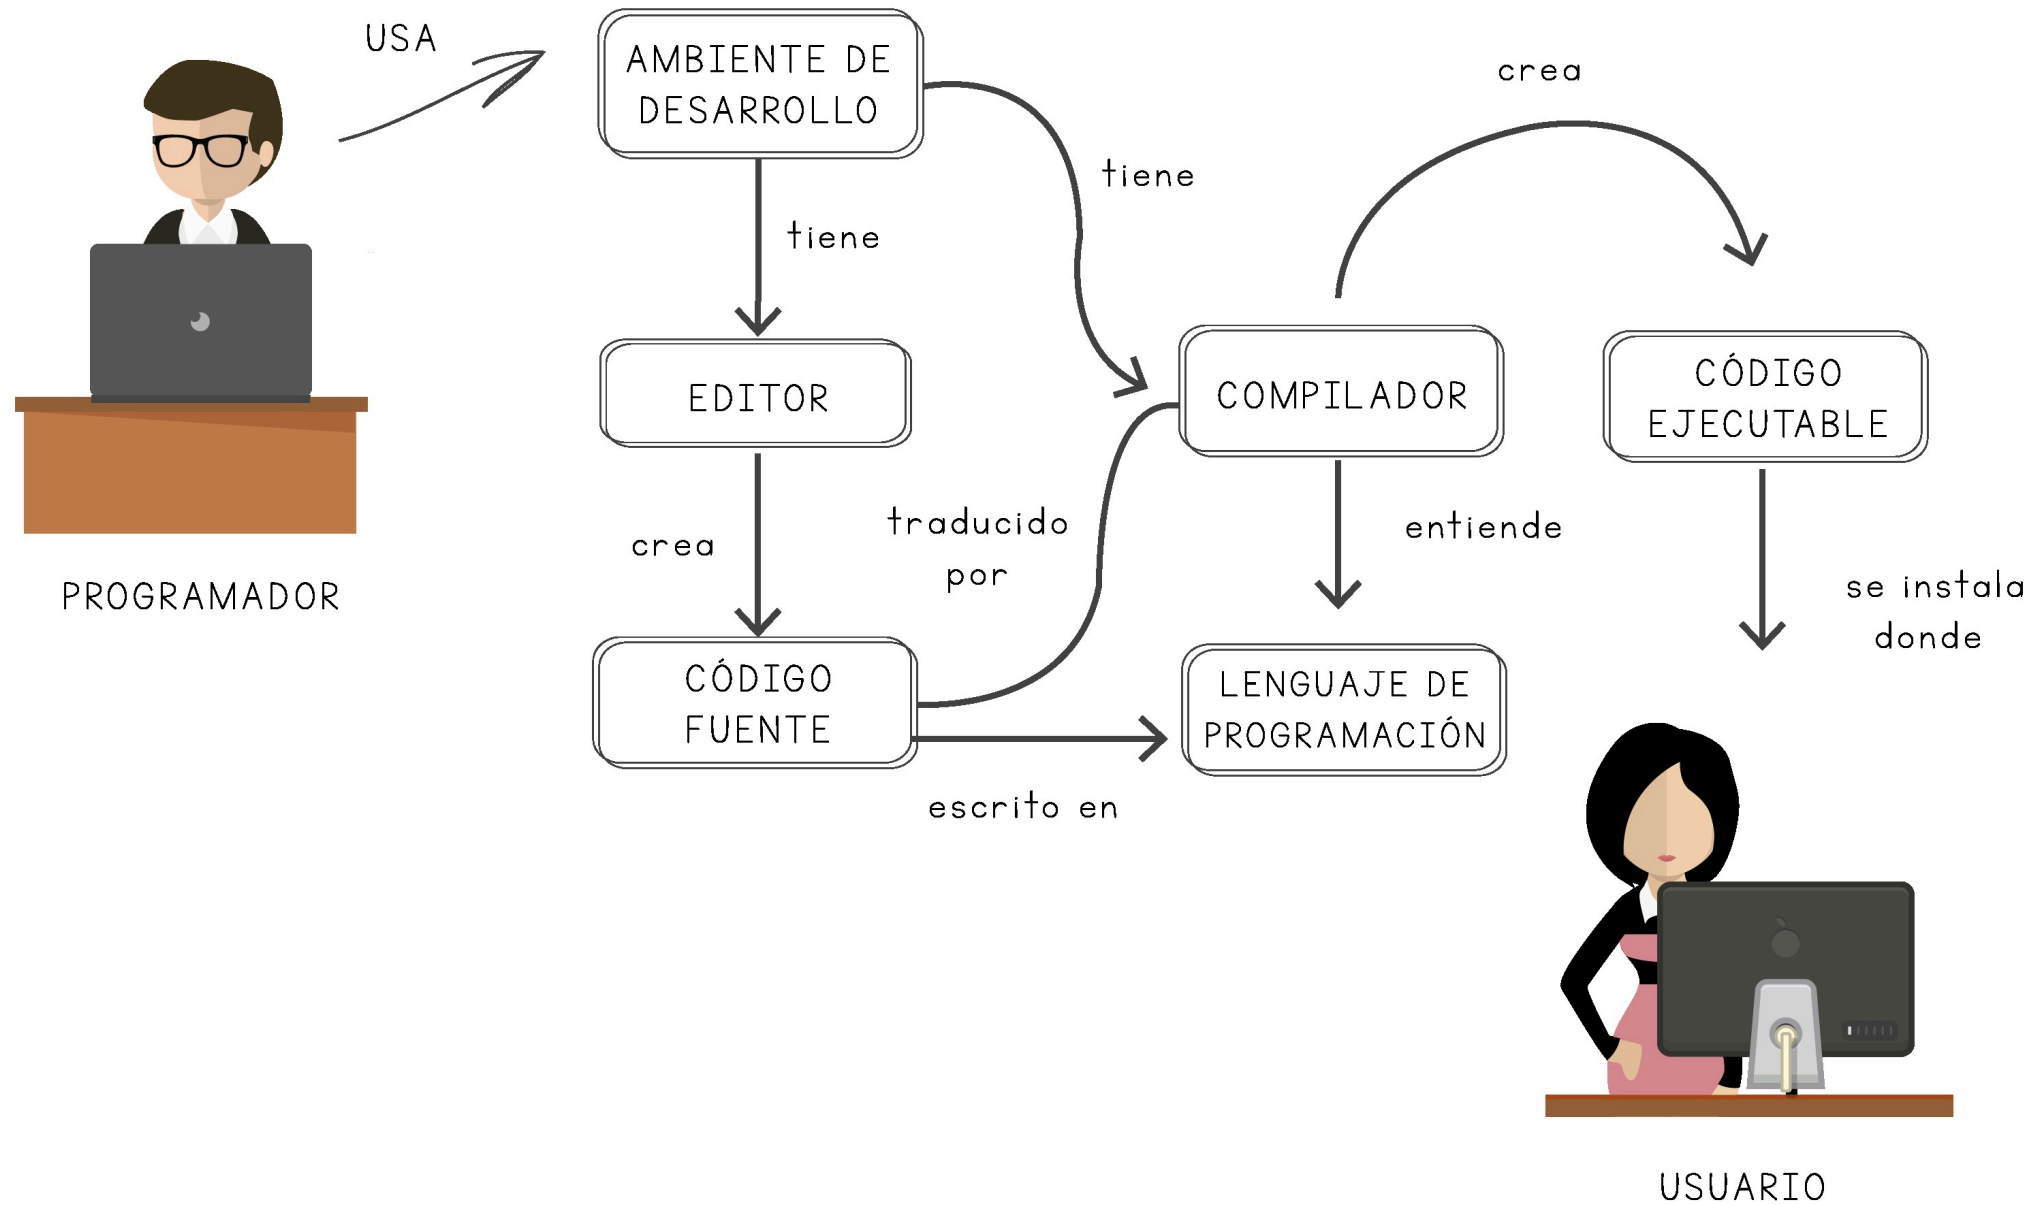 USA
AMBIENTE DE
DESARROLLO
crea
tiene
tiene
EDITOR
COMPILADOR
CÓDIGO
EJECUTABLE
crea
traducido
por
entiende
se instala
donde
PROGRAMADOR
CÓDIGO
FUENTE
LENGUAJE DE
PROGRAMACIÓN
escrito en
USUARIO